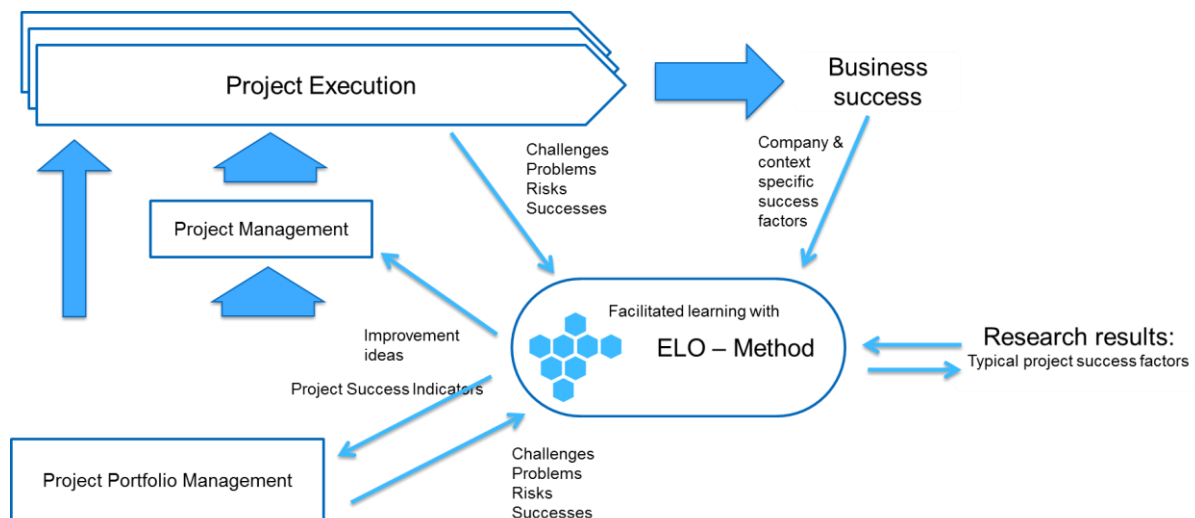 Project Execution
Business
success
Challenges
Problems
Risks
Successes
Company &
context
specific
success
factors
Project Management
Facilitated learning with
ELO – Method
Research results:
Typical project success factors
Improvement
ideas
Project Success Indicators
Project Portfolio Management
Challenges
Problems
Risks
Successes